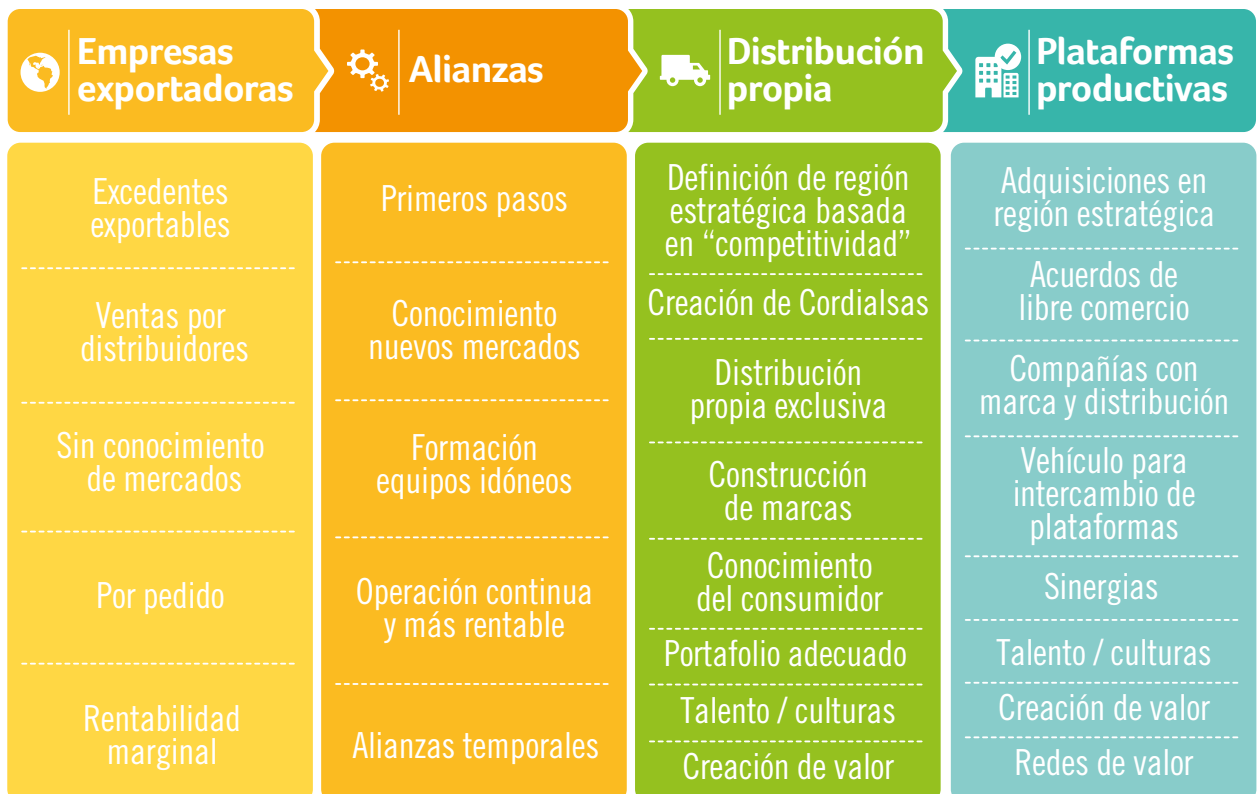 Empresas
exportadoras
Alianzas
Distribución
propia
Plataformas
productivas
Excedentes
exportables
Ventas por
distribuidores
Sin conocimiento
de mercados
Por pedido
Rentabilidad
marginal
Primeros pasos
Conocimiento
nuevos mercados
Formación
equipos idóneos
Operación continua
y más rentable
Alianzas temporales
Definición de región
estratégica basada
en “competitividad”
Creación de Cordialsas
Distribución
propia exclusiva
Construcción
de marcas
Conocimiento
del consumidor
Portafolio adecuado
Talento / culturas
Creación de valor
Adquisiciones en
región estratégica
Acuerdos de
libre comercio
Compañías con
marca y distribución
Vehículo para
intercambio de
plataformas
Sinergias
Talento / culturas
Creación de valor
Redes de valor